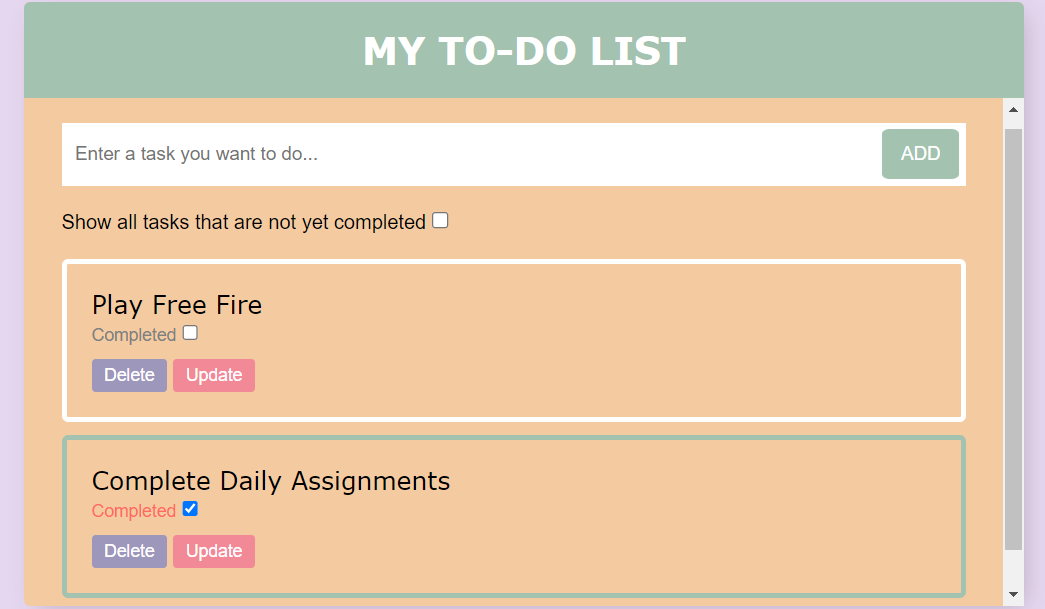 MY TO-DO LIST
Enter a task you want to do...
ADD
Show all tasks that are not yet completed
Play Free Fire
Completed
Delete Update
Complete Daily Assignments
Completed
Delete Update